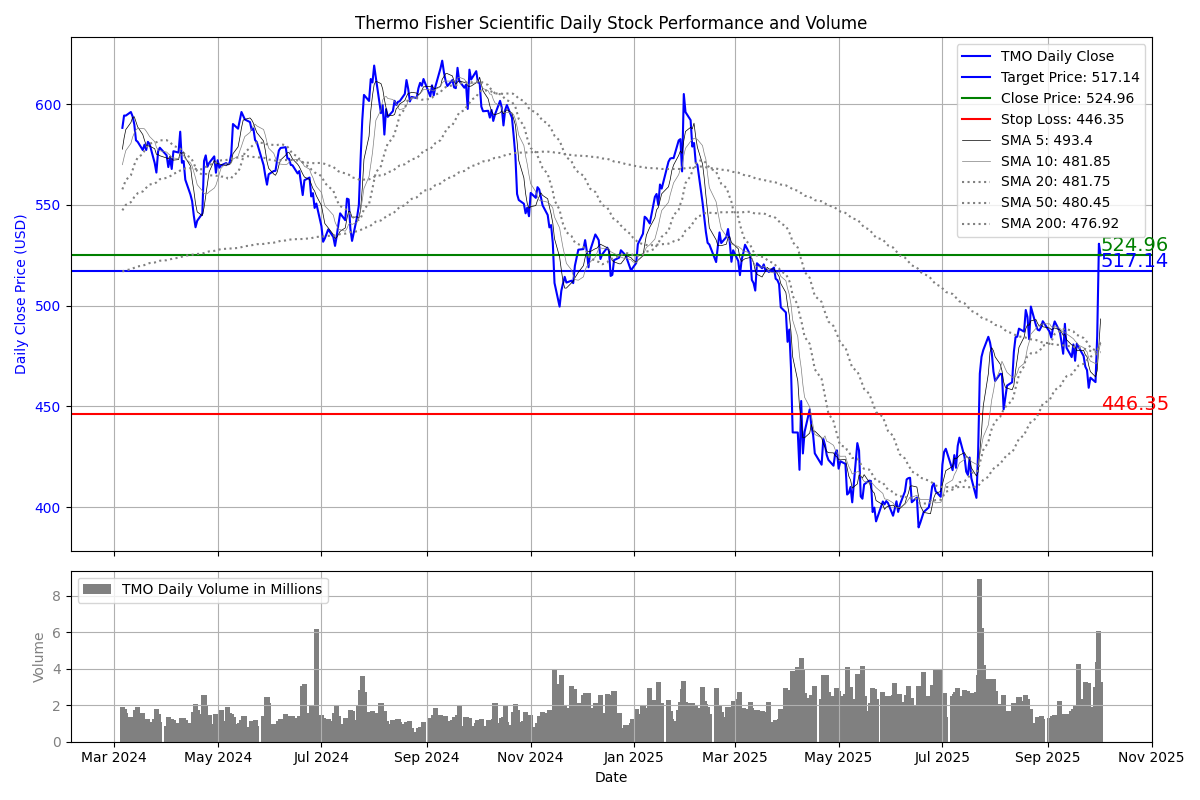 Thermo Fisher Scientific Daily Stock Performance and Volume
Daily Close Price (USD)
600
550
500
450
400
TMO Daily Close
Target Price: 517.14
Close Price: 524.96
Stop Loss: 446.35
SMA 5: 493.4
SMA 10: 481.85
SMA 20: 481.75
SMA 50: 480.45
SMA 200: 476.92
524.96
517.14
446.35
TMO Daily Volume in Millions
Volume
8
6
4
2
0
Mar 2024 May 2024 Jul 2024 Sep 2024 Nov 2024 Jan 2025 Mar 2025 May 2025 Jul 2025 Sep 2025 Nov 2025
Date